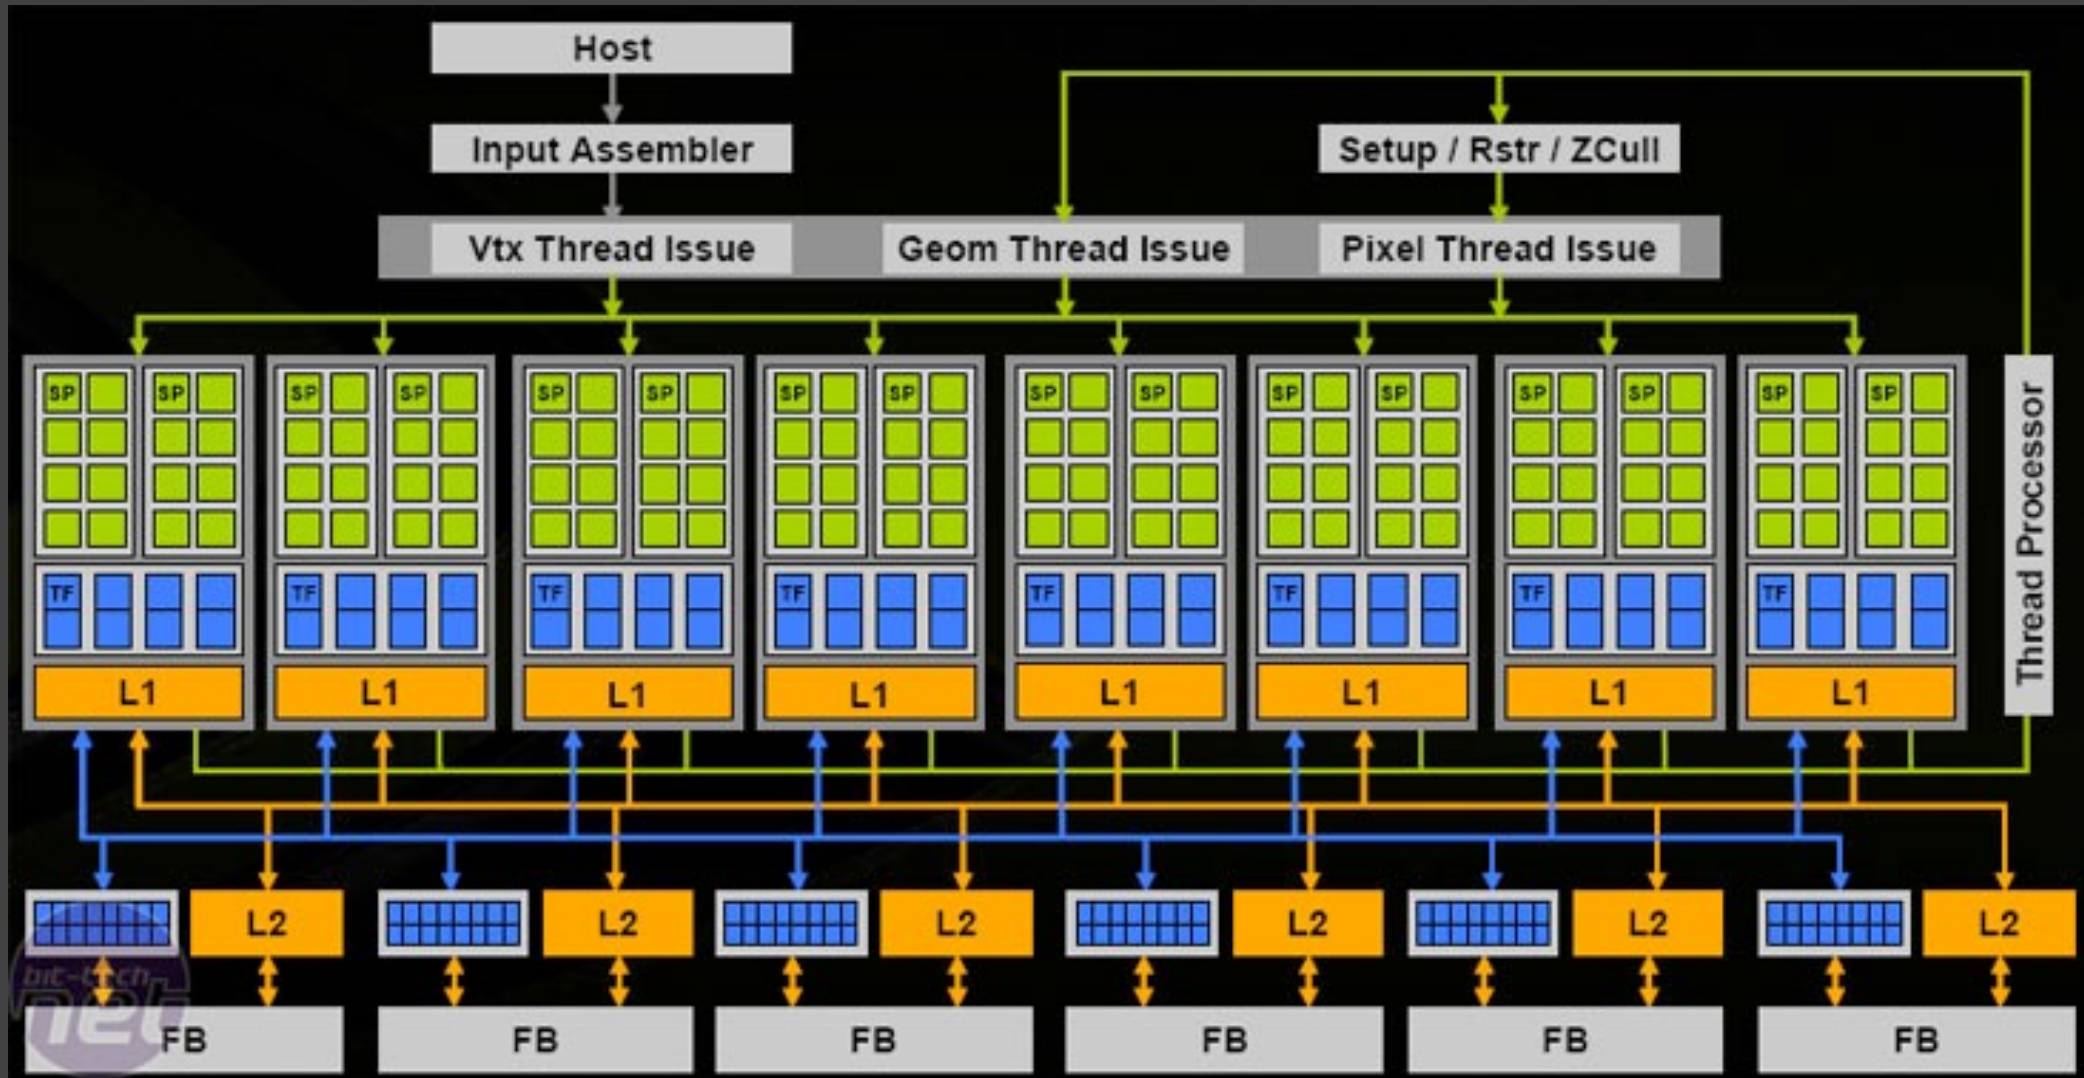 Host
Input Assembler
Setup / Rstr / ZCull
Vtx Thread Issue
Geom Thread Issue
Pixel Thread Issue
SP SP SP SP SP SP SP SP SP SP SP SP SP SP SP SP
TF TF TF TF TF TF TF TF
L1 L1 L1 L1 L1 L1 L1 L1
Thread Processor
L2 L2 L2 L2 L2 L2
bit-tech
net
FB FB FB FB FB FB